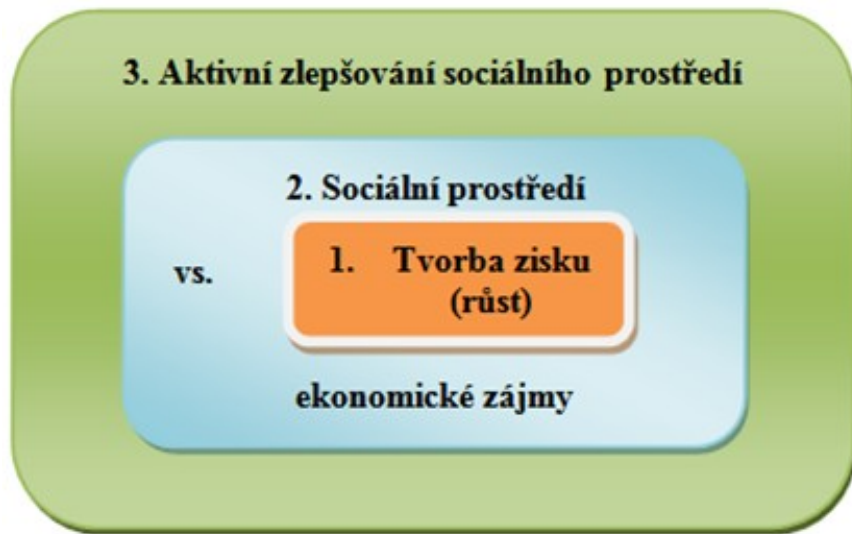 3. Aktivní zlepšování sociálního prostředí
2. Sociální prostředí
vs.
1. Tvorba zisku
(růst)
ekonomické zájmy